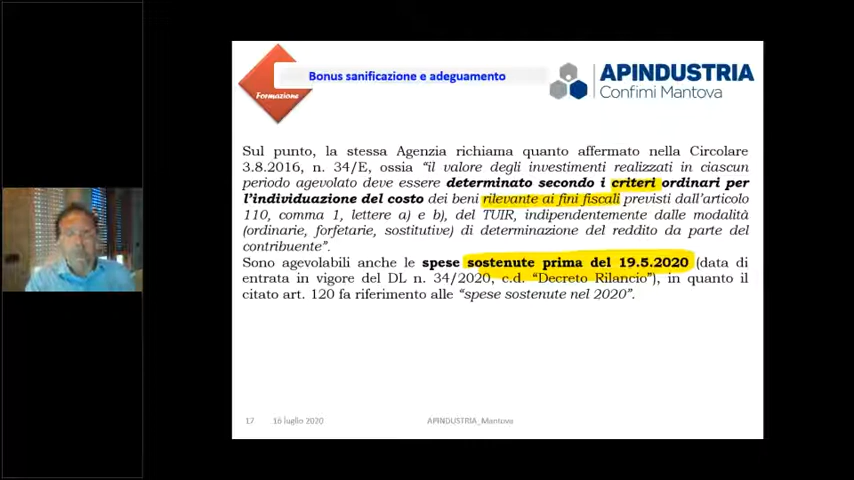 Bonus sanificazione e adeguamento
Formazione
APINDUSTRIA
Confimi Mantova
Sul punto, la stessa Agenzia richiama quanto affermato nella Circolare
3.8.2016, n. 34/E, ossia “il valore degli investimenti realizzati in ciascun
periodo agevolato deve essere determinato secondo i criteri ordinari per
l’individuazione del costo dei beni rilevante ai fini fiscali previsti dall’articolo
110, comma 1, lettere a) e b), del TUIR, indipendentemente dalle modalità
(ordinarie, forfetarie, sostitutive) di determinazione del reddito da parte del
contribuente”.
Sono agevolabili anche le spese sostenute prima del 19.5.2020 (data di
entrata in vigore del DL n. 34/2020, c.d. “Decreto Rilancio”), in quanto il
citato art. 120 fa riferimento alle “spese sostenute nel 2020”.
17 16 luglio 2020 APINDUSTRIA_Mantova